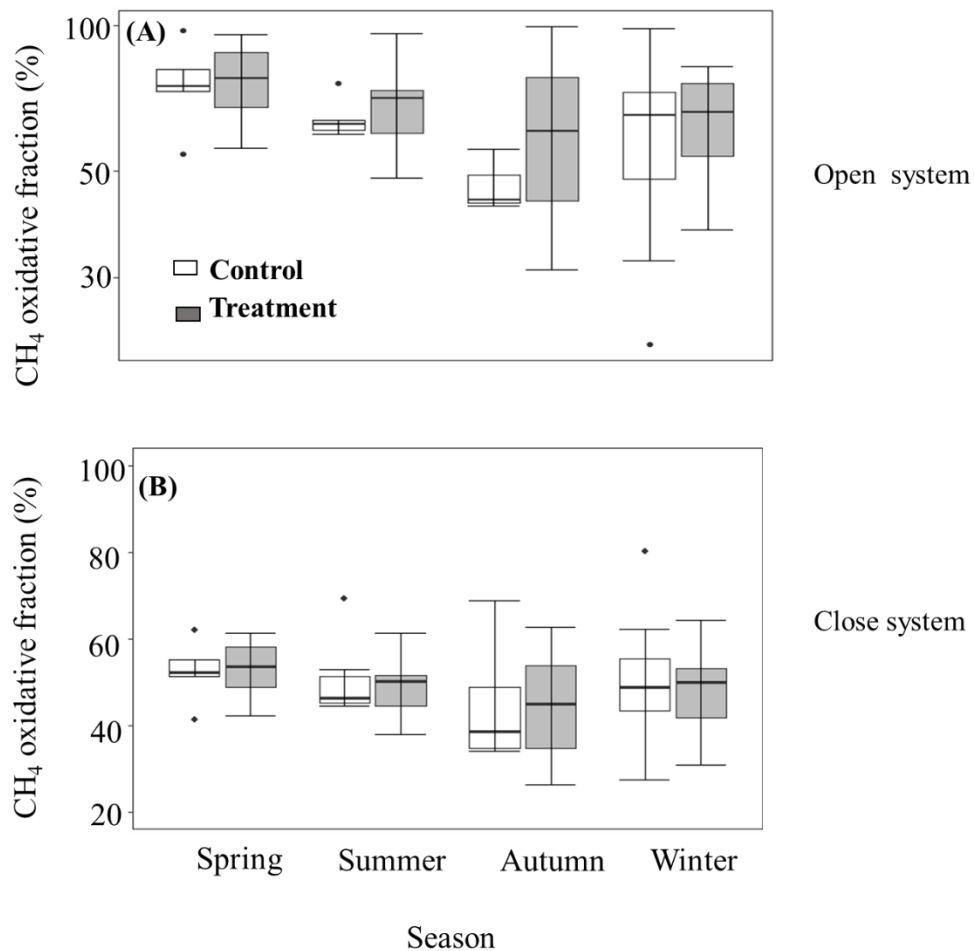 100
(A)
CH₄ oxidative fraction (%)
50
Open system
Control
30
Treatment
100
(B)
CH₄ oxidative fraction (%)
80
60
Close system
40
20
Spring Summer Autumn Winter
Season